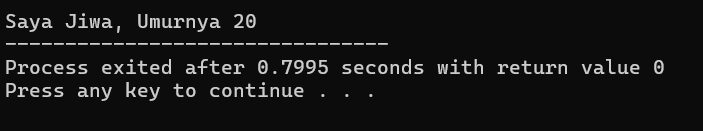 Saya Jiwa, Umurnya 20
--------------------------------
Process exited after 0.7995 seconds with return value 0
Press any key to continue . . .